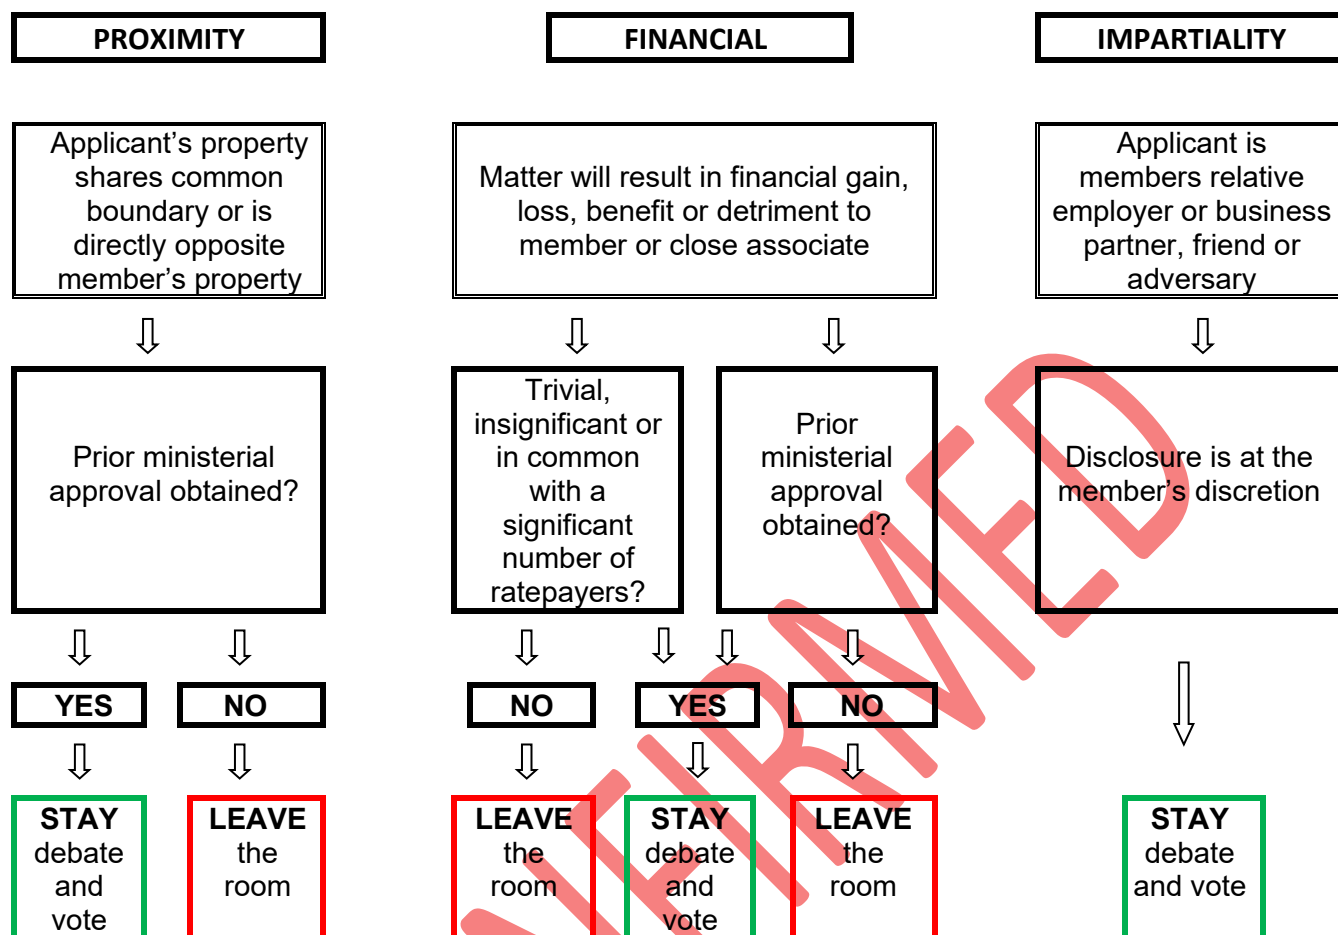 PROXIMITY
FINANCIAL
IMPARTIALITY
Applicant’s property
shares common
boundary or is
directly opposite
member’s property
Matter will result in financial gain,
loss, benefit or detriment to
member or close associate
Applicant is
members relative
employer or business
partner, friend or
adversary
Prior ministerial
approval obtained?
Trivial,
insignificant or
in common
with a
significant
number of
ratepayers?
Prior
ministerial
approval
obtained?
Disclosure is at the
member’s discretion
YES
NO
NO
YES
NO
STAY
debate
and
vote
LEAVE
the
room
LEAVE
the
room
STAY
debate
and
vote
LEAVE
the
room
STAY
debate
and vote